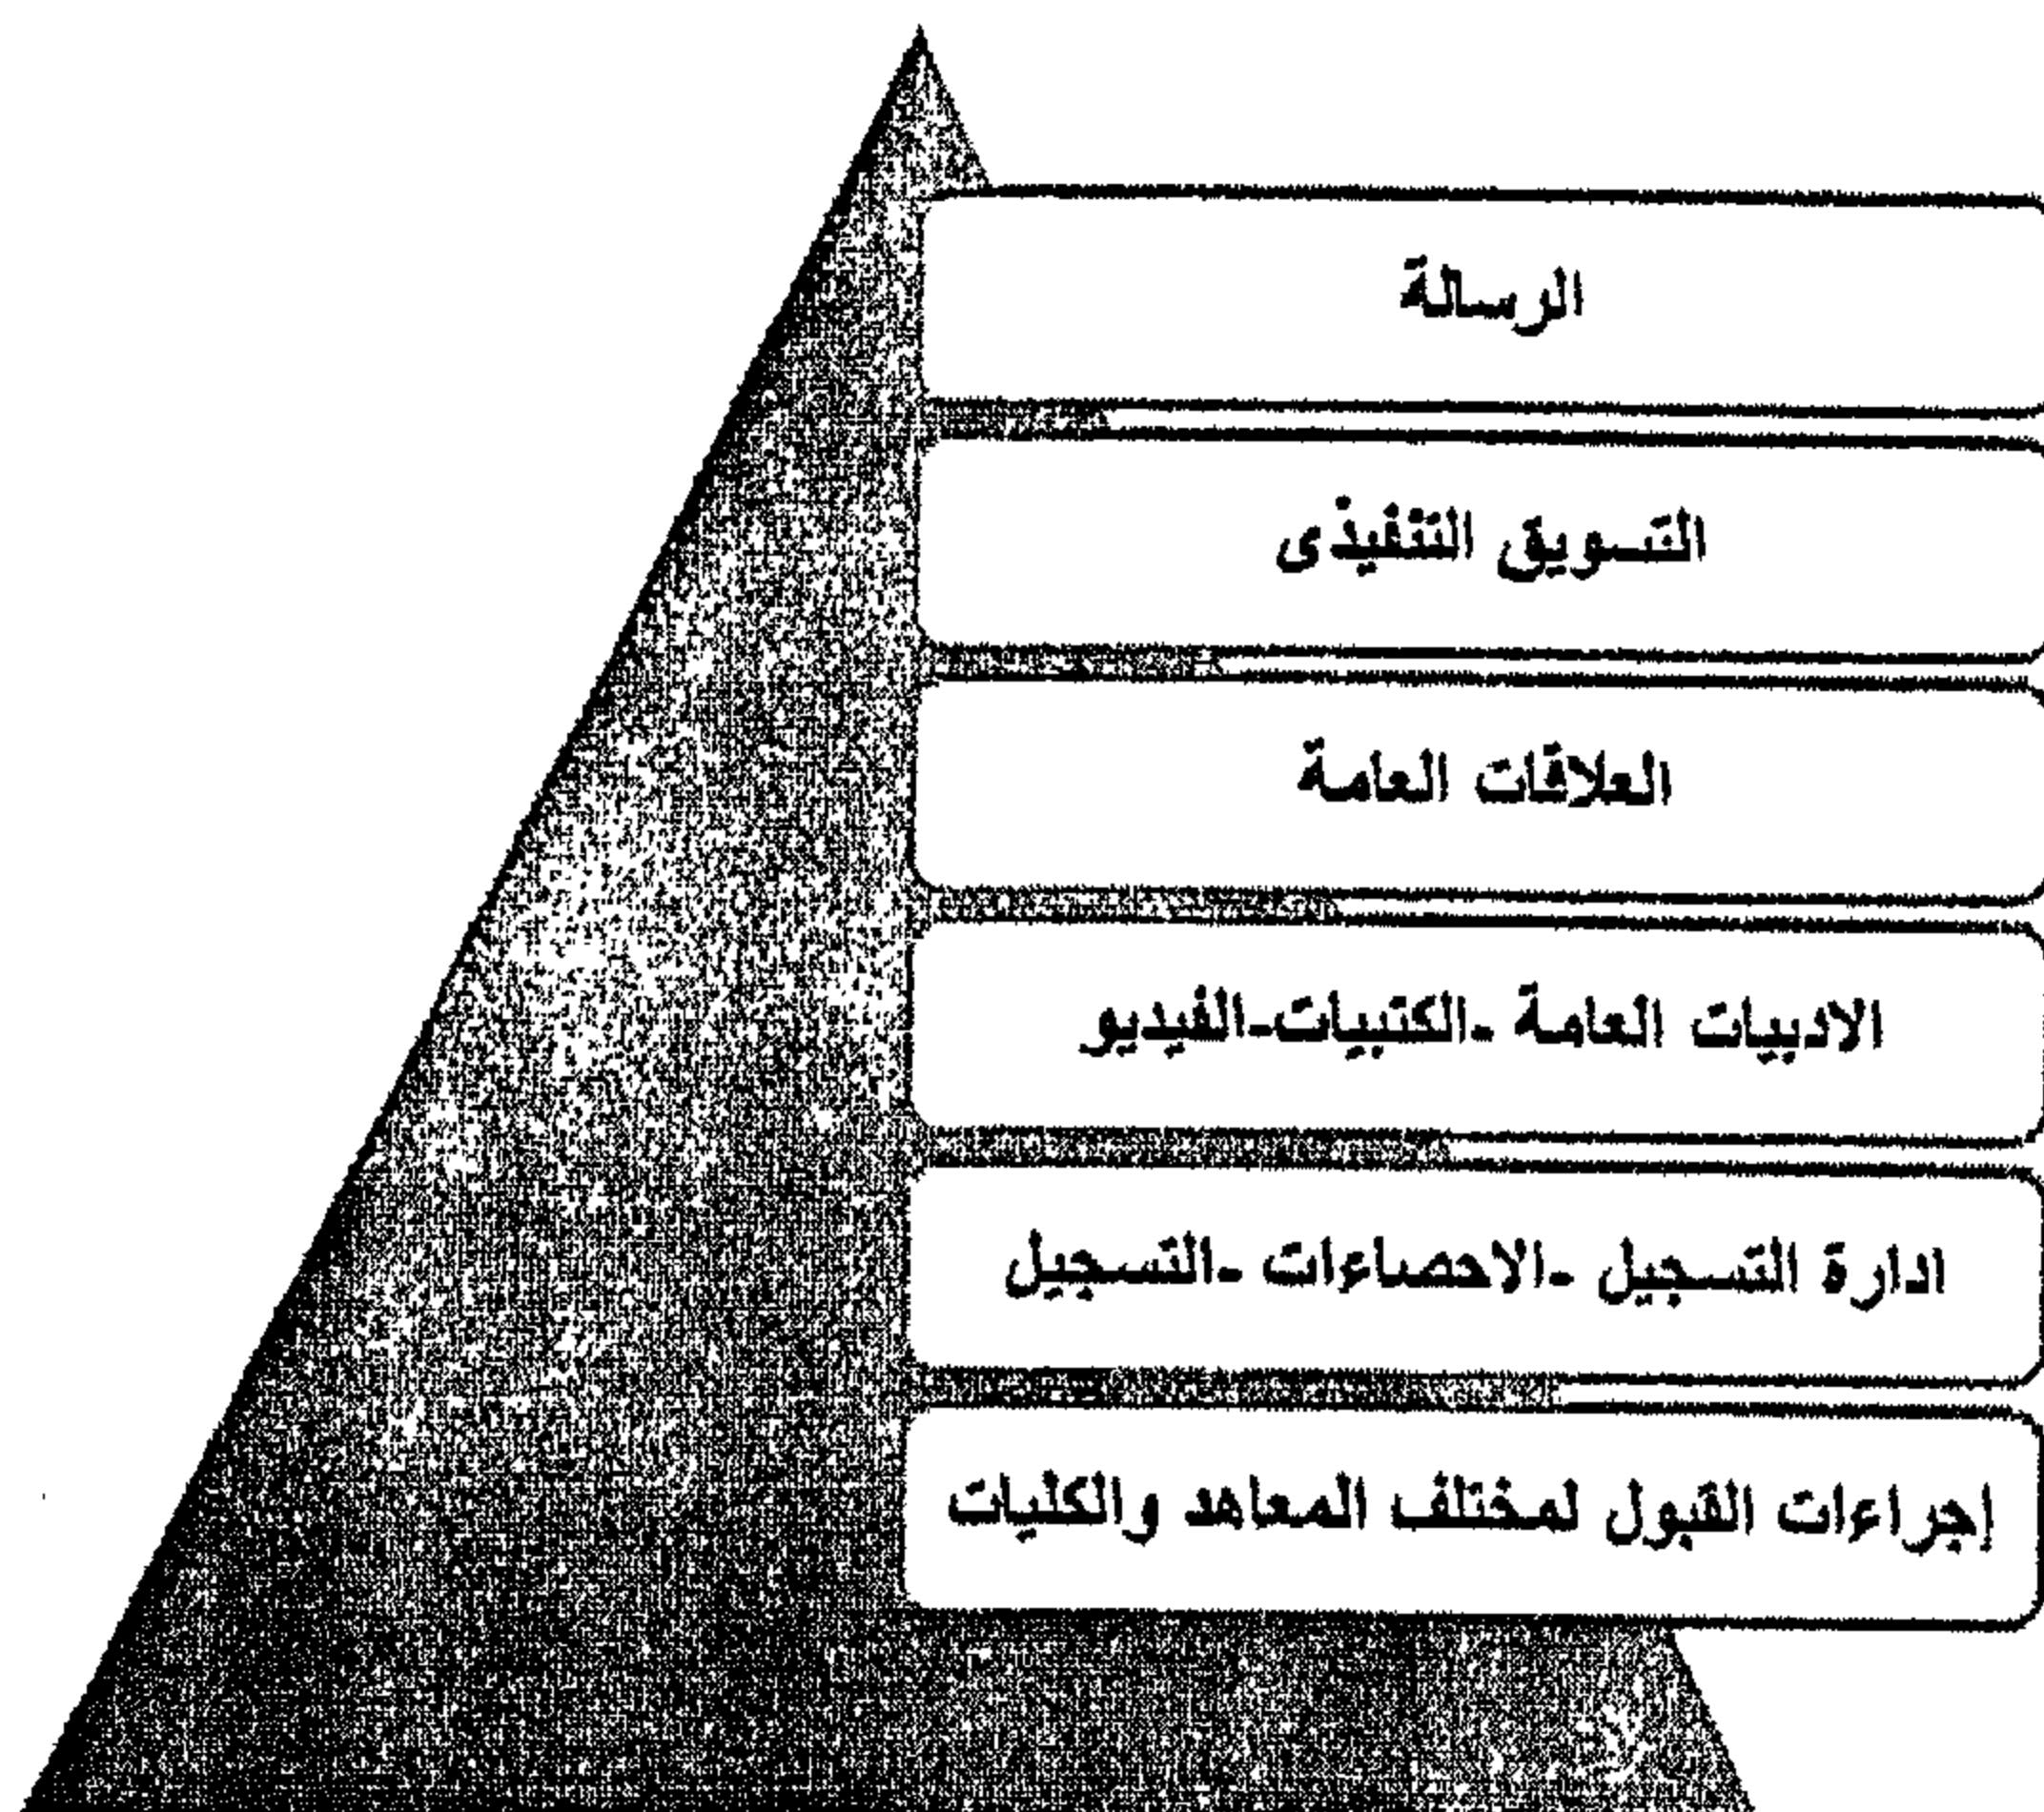 الرسالة
التسويق التنفيذى
العلاقات العامة
الادبيات العامة -الكتيبات-الفيديو
ادارة التسجيل -الاحصاءات -التسجيل
إجراءات القبول لمختلف المعاهد والكليات